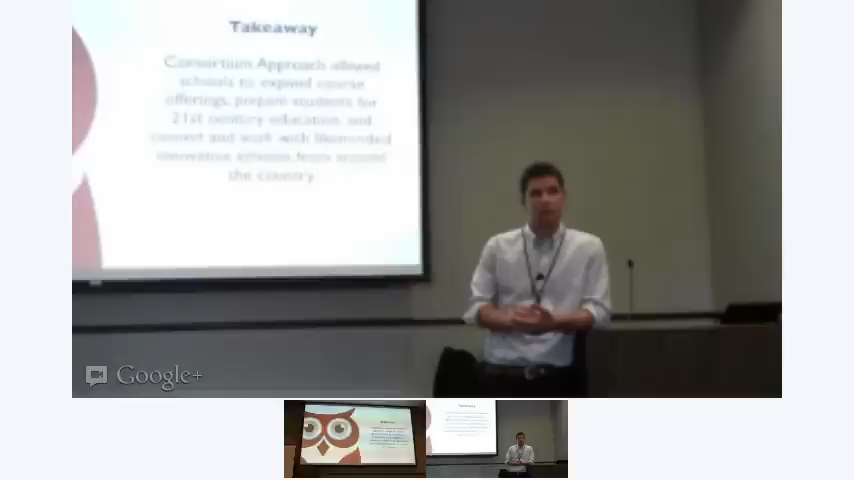 Takeaway
Consortium Approach allowed
schools to expand course
offerings, prepare students for
21st century education, and
connect and work with likeminded
innovative schools from around
the country
Google+